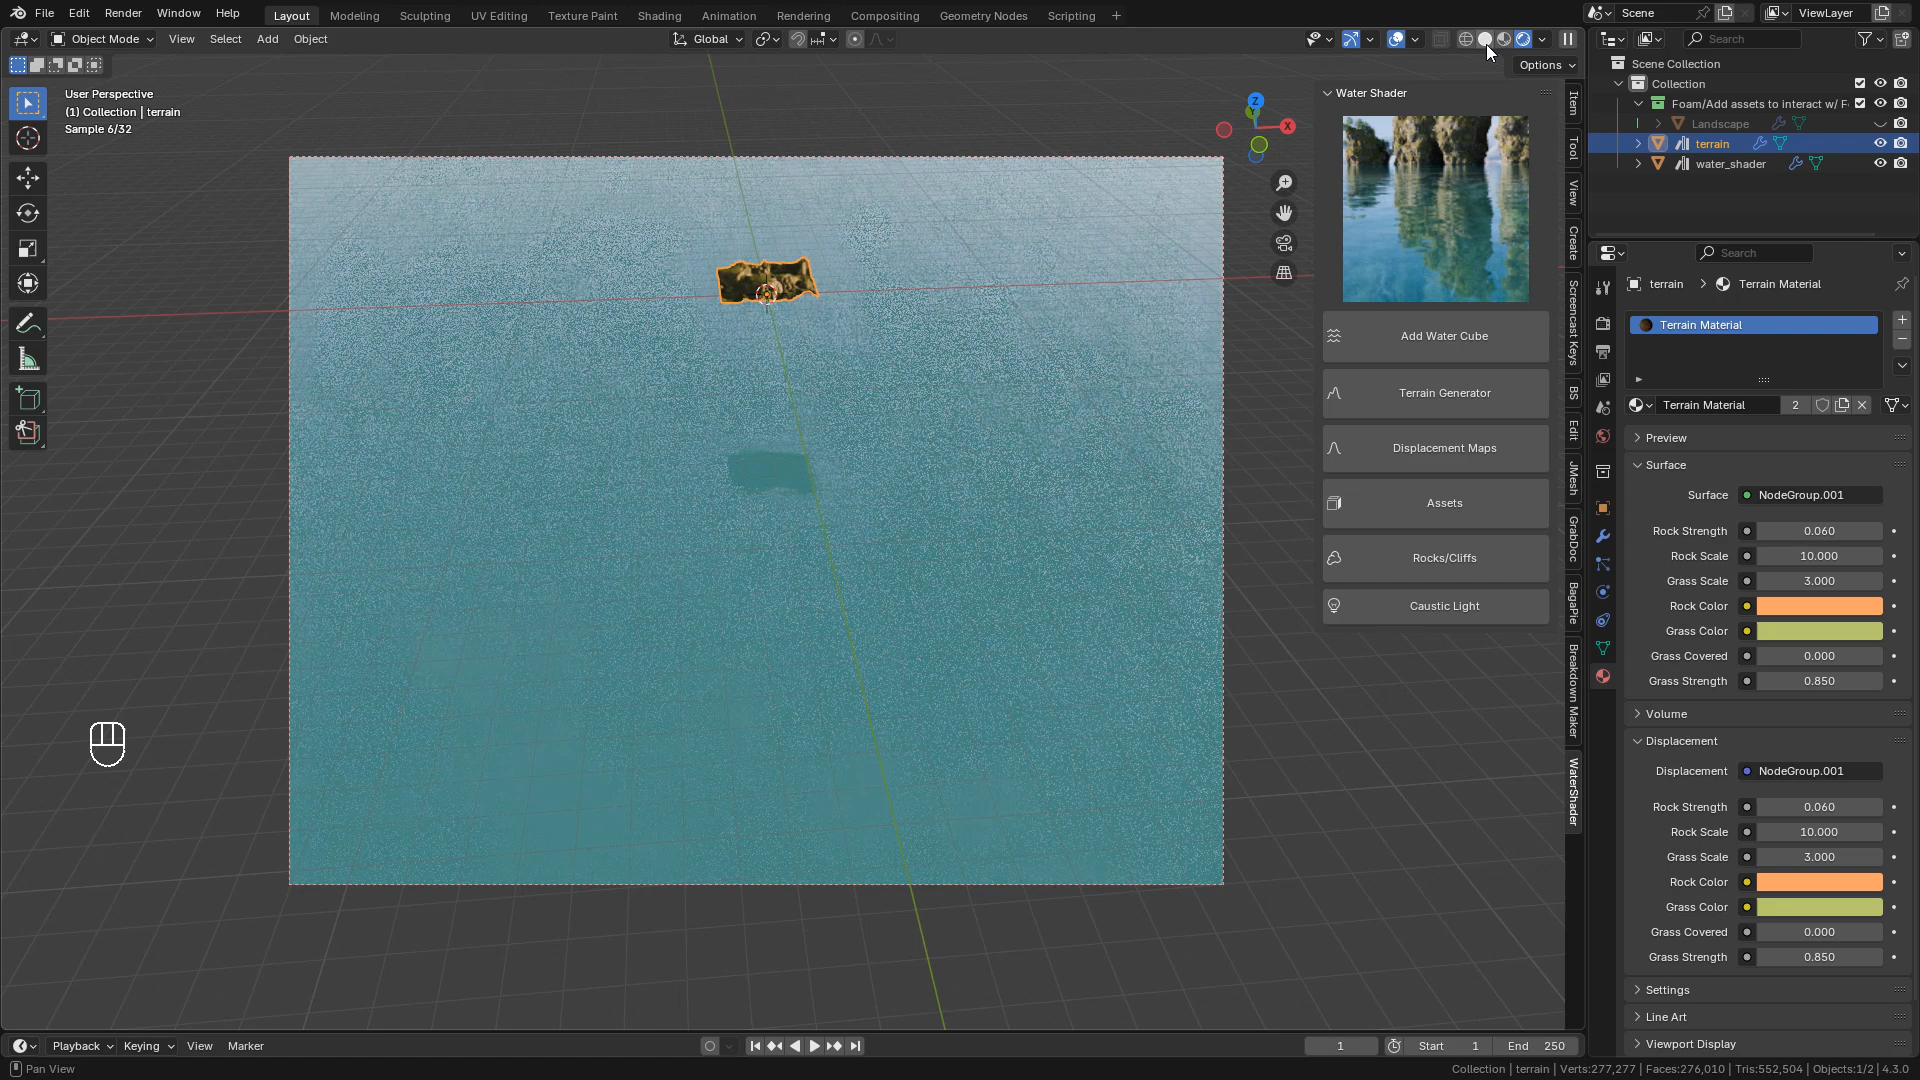 File Edit Render Window Help Layout Modeling Sculpting UV Editing Texture Paint Shading Animation Rendering Compositing Geometry Nodes Scripting + Scene ViewLayer
Object Mode View Select Add Object Global Search
Options
User Perspective
(1) Collection | terrain
Sample 6/32
Z
X
Y
Water Shader
Add Water Cube
Terrain Generator
Displacement Maps
Assets
Rocks/Cliffs
Caustic Light
Item
Tool
View
Create
Screencast Keys
BS
Edit
JMesh
GrabDoc
BagaPie
Breakdown Maker
WaterShader
Scene Collection
Collection
Foam/Add assets to interact w/ F
Landscape
terrain
water_shader
Search
terrain > Terrain Material
Terrain Material
Terrain Material 2
Preview
Surface
Surface NodeGroup.001
Rock Strength 0.060
Rock Scale 10.000
Grass Scale 3.000
Rock Color
Grass Color
Grass Covered 0.000
Grass Strength 0.850
Volume
Displacement
Displacement NodeGroup.001
Rock Strength 0.060
Rock Scale 10.000
Grass Scale 3.000
Rock Color
Grass Color
Grass Covered 0.000
Grass Strength 0.850
Settings
Line Art
Viewport Display
Playback Keying View Marker 1 Start 1 End 250
Pan View Collection | terrain | Verts:277,277 | Faces:276,010 | Tris:552,504 | Objects:1/2 | 4.3.0